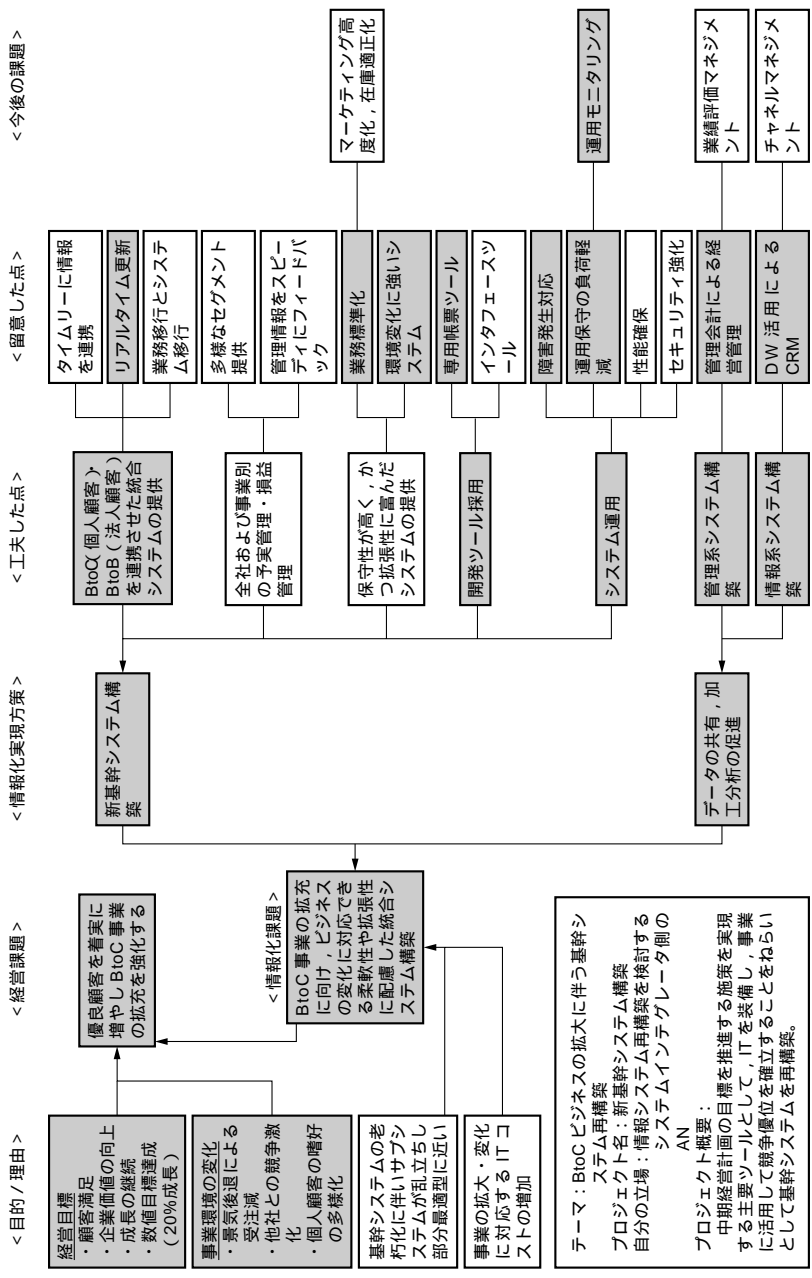 <目的/理由>
経営目標
・顧客満足
・企業価値の向上
・成長の継続
・数値目標達成
（20%成長）
事業環境の変化
・景気後退による
受注減
・他社との競争激
化
・個人顧客の嗜好
の多様化
基幹システムの老
朽化に伴いサブシ
ステムが乱立し
部分最適型に近い
事業の拡大・変化
に対応する IT コ
ストの増加
<経営課題>
優良顧客を着実に
増やし BtoC 事業
の拡充を強化する
<情報化課題>
BtoC 事業の拡充
に向け，ビジネス
の変化に対応でき
る柔軟性や拡張性
に配慮した統合シ
ステム構築
<情報化実現方策>
新基幹システム構
築
データの共有，加
工分析の促進
<工夫した点>
BtoC（個人顧客）・
BtoB（法人顧客）
を連携させた統合
システムの提供
全社および事業別
の予実管理・損益
管理
保守性が高く，か
つ拡張性に富んだ
システムの提供
開発ツール採用
システム運用
管理系システム構
築
情報系システム構
築
<留意した点>
タイムリーに情報
を連携
リアルタイム更新
業務移行とシステ
ム移行
多様なセグメント
提供
管理情報をスピー
ディにフィードバ
ック
業務標準化
環境変化に強いシ
ステム
専用帳票ツール
インタフェースツ
ール
障害発生対応
運用保守の負荷軽
減
性能確保
セキュリティ強化
管理会計による経
営管理
DW 活用による
CRM
<今後の課題>
マーケティング高
度化，在庫適正化
運用モニタリング
業績評価マネジメ
ント
チャネルマネジメ
ント
テーマ：BtoC ビジネスの拡大に伴う基幹シ
ステム再構築
プロジェクト名：新基幹システム構築
自分の立場：情報システム再構築を検討する
システムインテグレータ側の
AN
プロジェクト概要：
中期経営計画の目標を推進する施策を実現
する主要ツールとして，IT を装備し，事業
に活用して競争優位を確立することをねらい
として基幹システムを再構築。